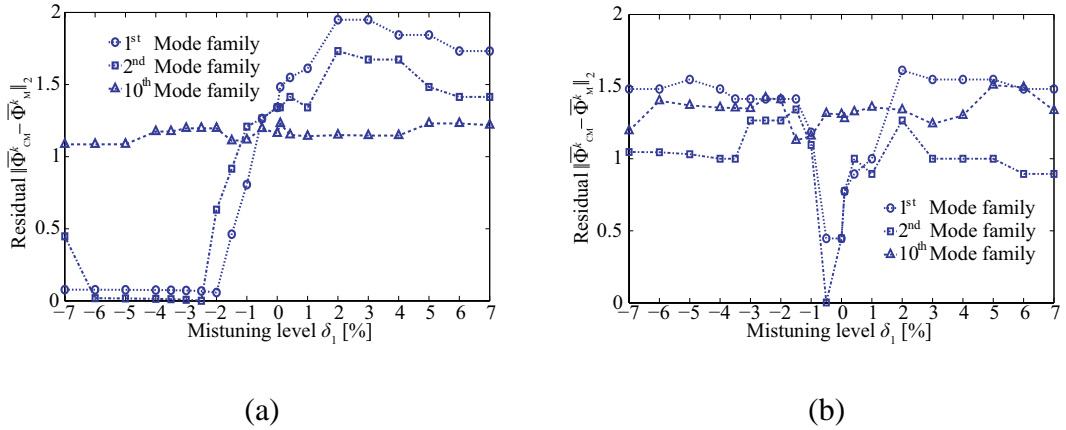 2
1.5
1
0.5
0
−7 −6 −5 −4 −3 −2 −1 0 1 2 3 4 5 6 7
Mistuning level δ₁ [%]
Residual ‖Φ̅ᵏ_CM − Φ̅ᵏ_M‖₂
1st Mode family
2nd Mode family
10th Mode family
(a)
2
1.5
1
0.5
0
−7 −6 −5 −4 −3 −2 −1 0 1 2 3 4 5 6 7
Mistuning level δ₁ [%]
Residual ‖Φ̅ᵏ_CM − Φ̅ᵏ_M‖₂
1st Mode family
2nd Mode family
10th Mode family
(b)